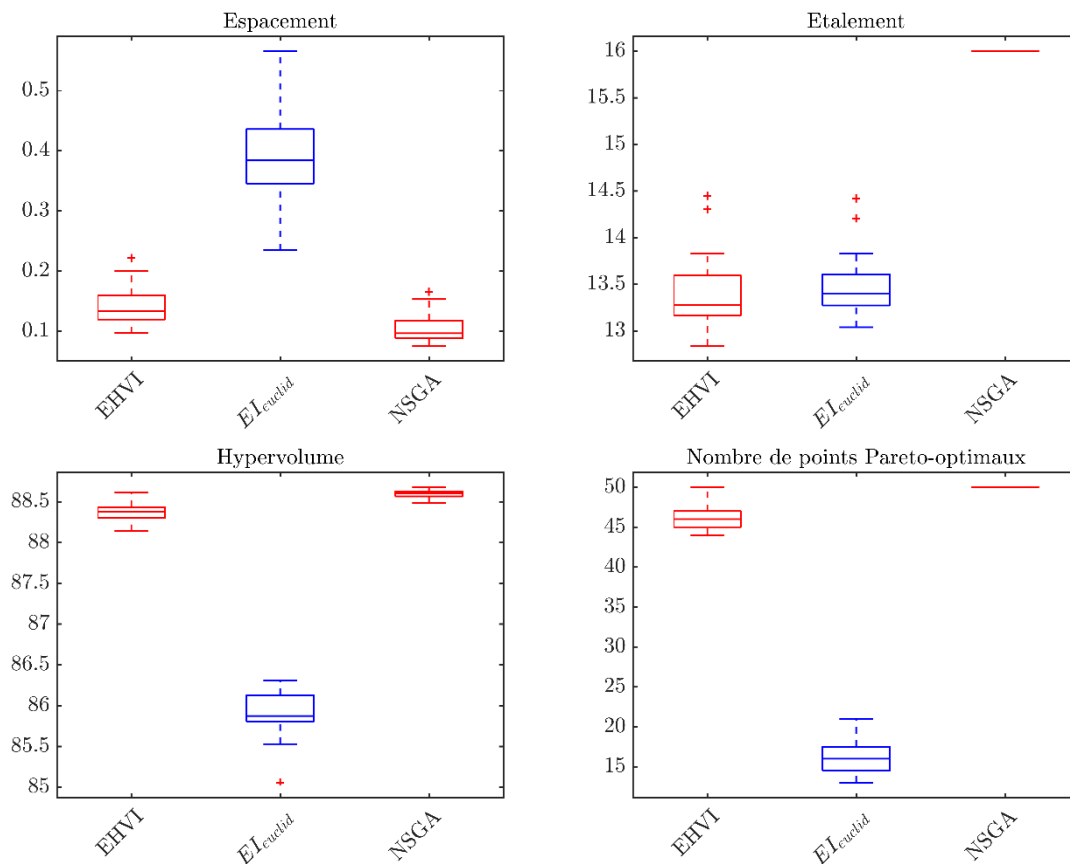 Espacement
0.5
0.4
0.3
0.2
0.1
EHVI
EI_euclid
NSGA
Etalement
16
15.5
15
14.5
14
13.5
13
EHVI
EI_euclid
NSGA
Hypervolume
88.5
88
87.5
87
86.5
86
85.5
85
EHVI
EI_euclid
NSGA
Nombre de points Pareto-optimaux
50
45
40
35
30
25
20
15
EHVI
EI_euclid
NSGA